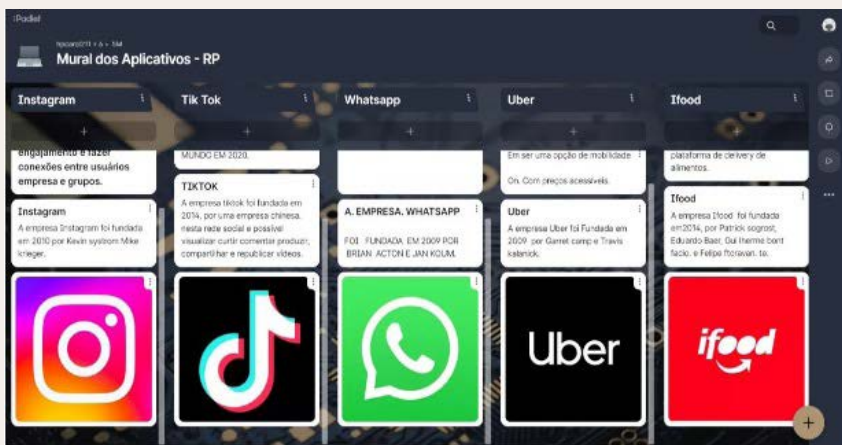 :Padlet
Mural dos Aplicativos - RP
Instagram
engajamento e fazer
conexões entre usuários
empresa e grupos.
Instagram
A empresa Instagram foi fundada
em 2010 por Kevin systrom Mike
krieger.
Tik Tok
MUNDO EM 2020.
TIKTOK
A empresa tiktok foi fundada em
2014, por uma empresa chinesa.
nesta rede social e possível
visualizar curtir comentar produzir,
compartilhar e republicar vídeos.
Whatsapp
A. EMPRESA. WHATSAPP
FOI FUNDADA EM 2009 POR
BRIAN ACTON E JAN KOUM.
Uber
Em ser uma opção de mobilidade
On. Com preços acessíveis.
Uber
A empresa Uber foi Fundada em
2009 por Garret camp e Travis
kalanick.
Uber
Ifood
plataforma de delivery de
alimentos.
Ifood
A empresa Ifood foi fundada
em2014, por Patrick sogrost,
Eduardo Baer, Gui lherme bont
facio. e Felipe fioravan. te.
ifood